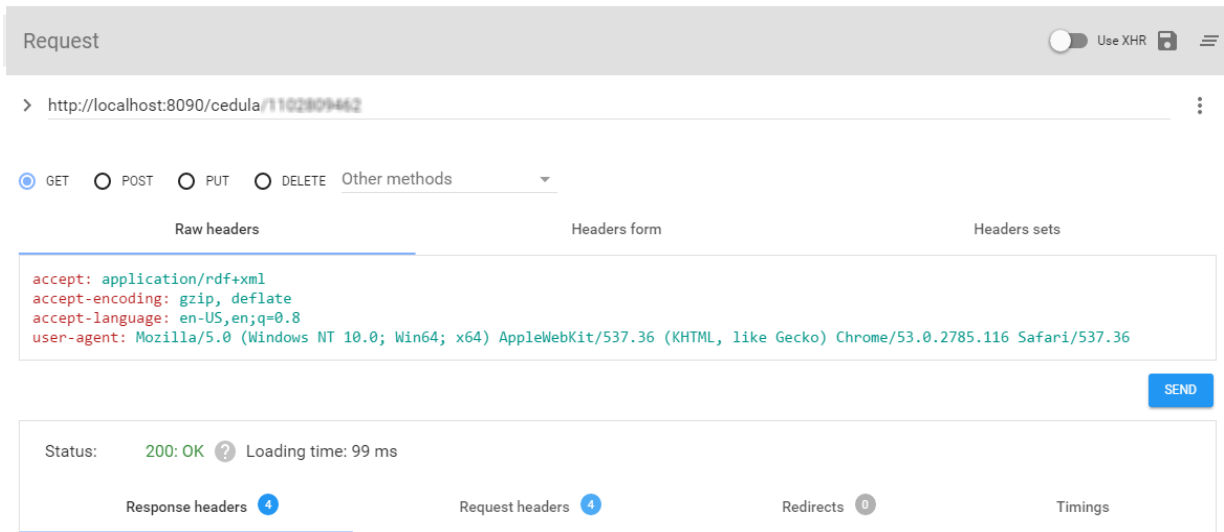 Request
Use XHR
http://localhost:8090/cedula
GET POST PUT DELETE Other methods
Raw headers Headers form Headers sets
accept: application/rdf+xml
accept-encoding: gzip, deflate
accept-language: en-US,en;q=0.8
user-agent: Mozilla/5.0 (Windows NT 10.0; Win64; x64) AppleWebKit/537.36 (KHTML, like Gecko) Chrome/53.0.2785.116 Safari/537.36
SEND
Status: 200: OK ? Loading time: 99 ms
Response headers 4 Request headers 4 Redirects 0 Timings